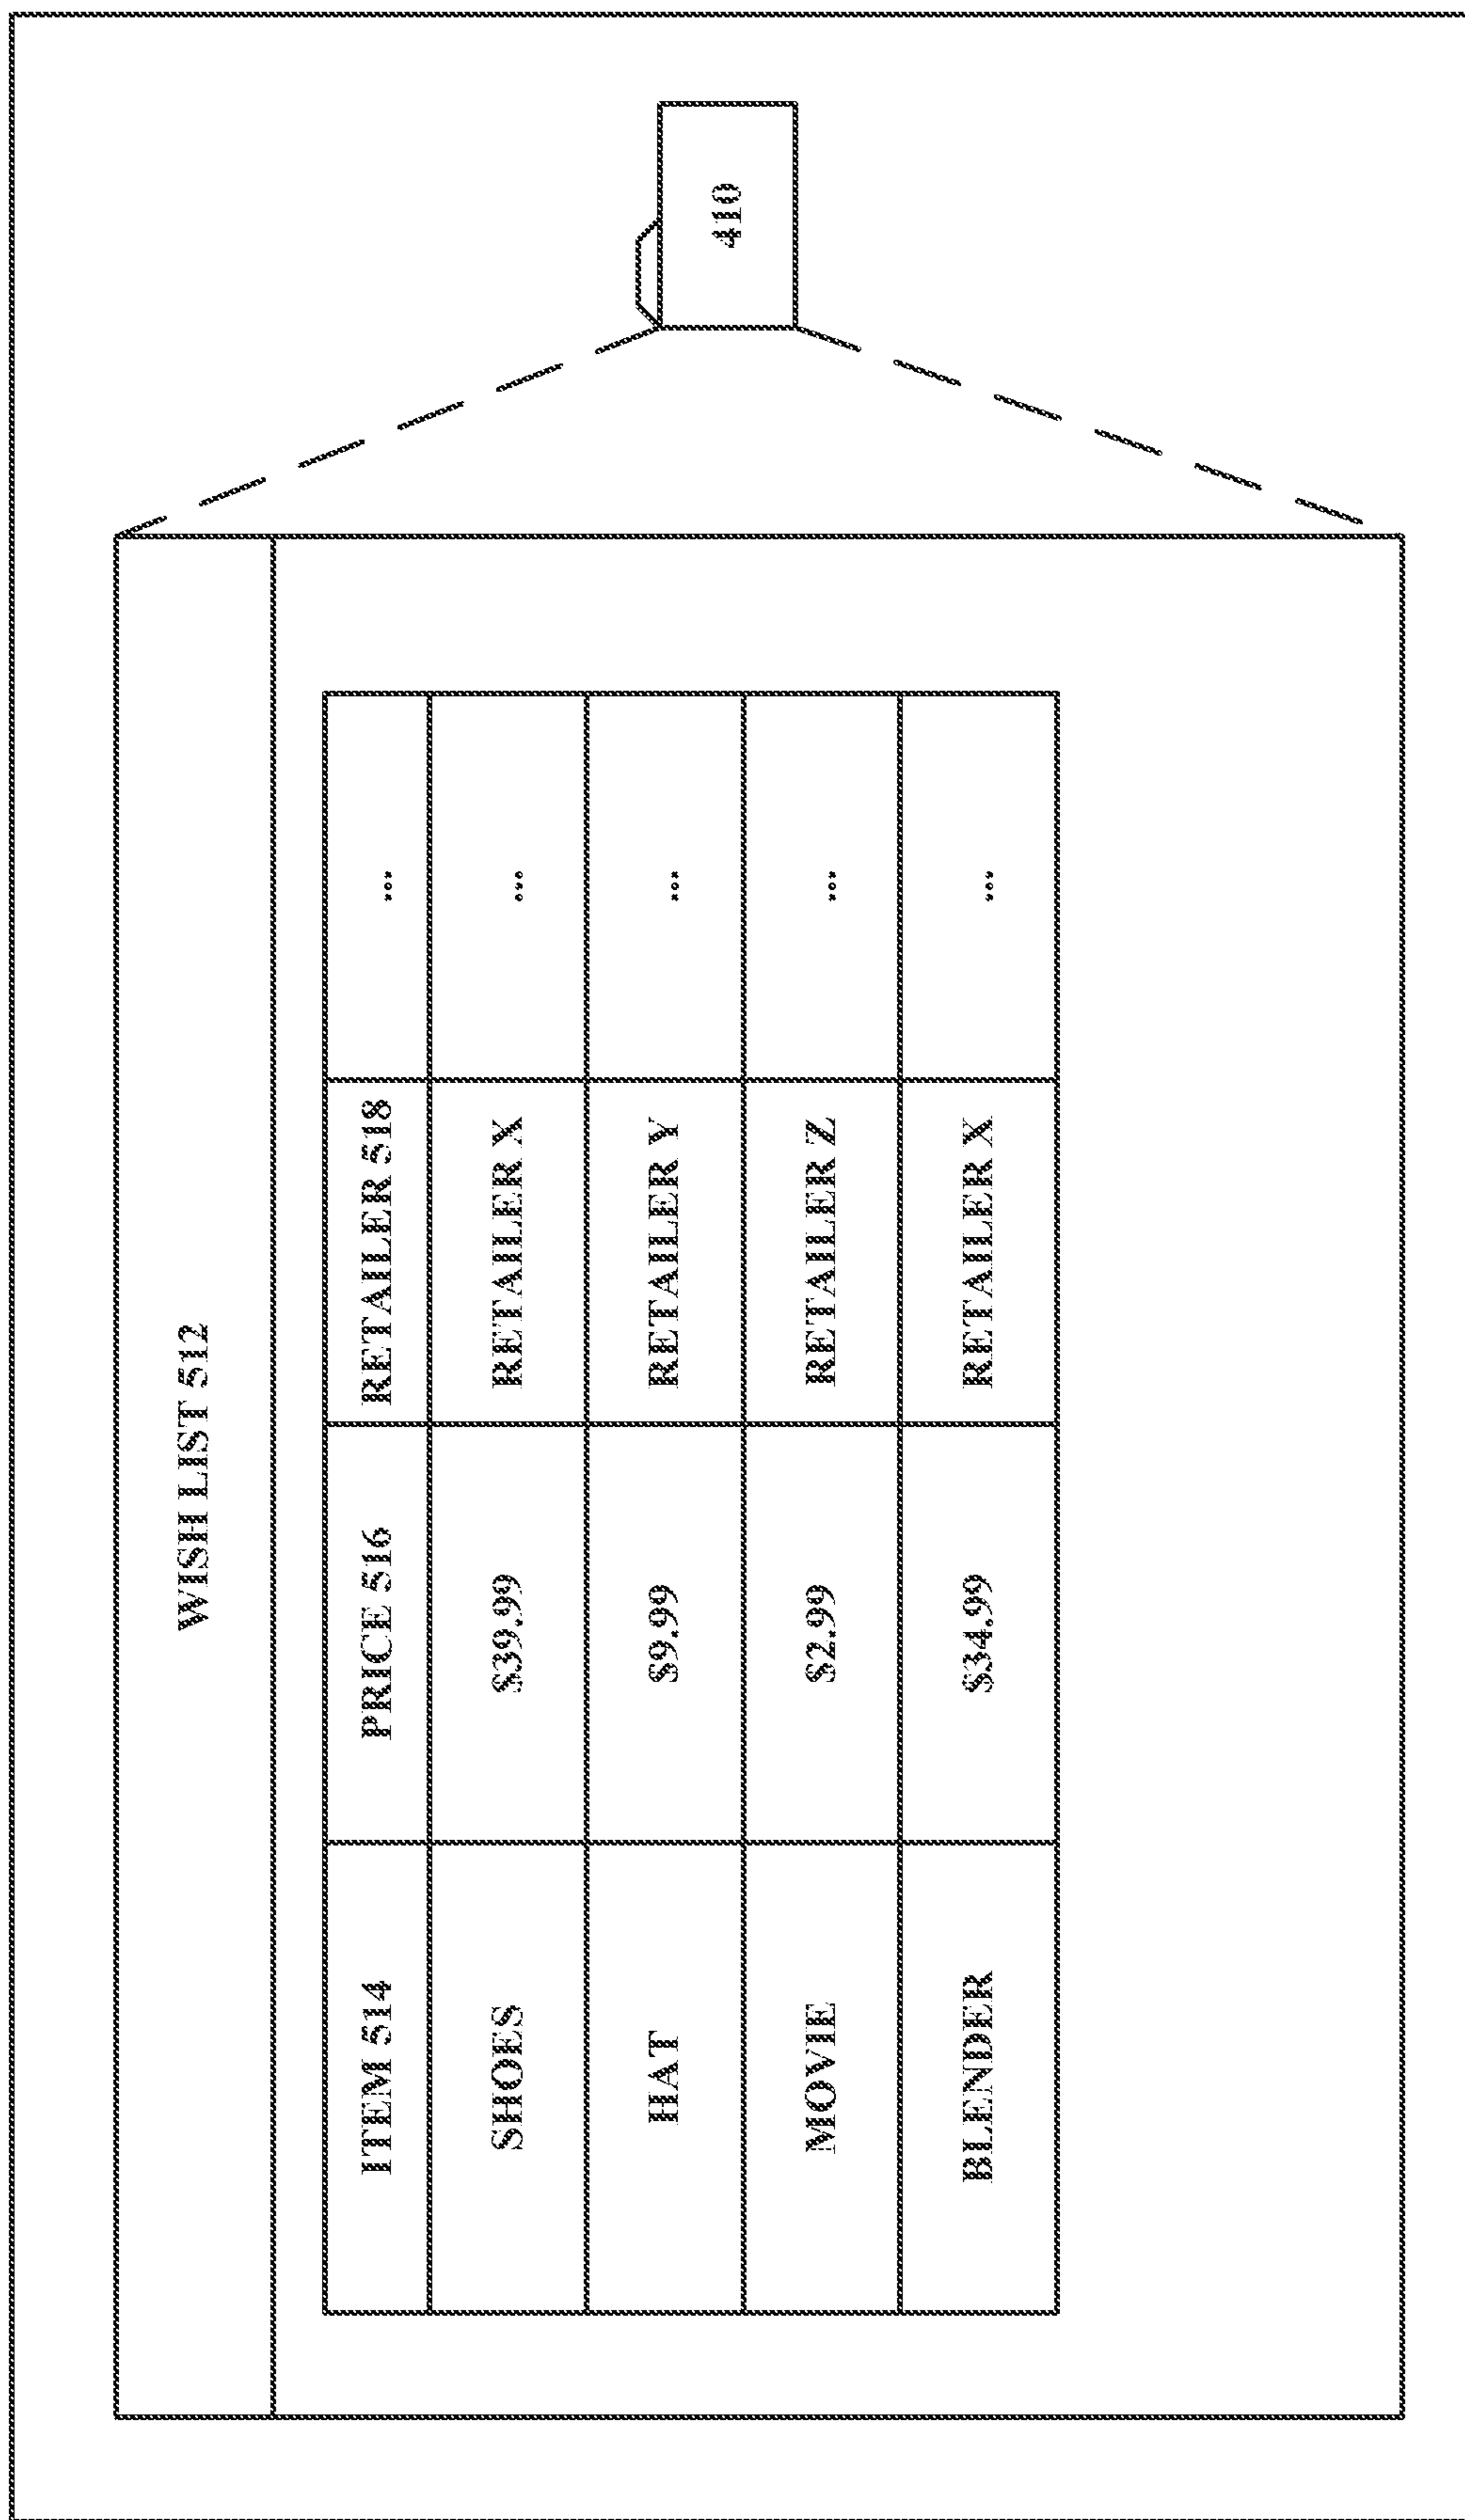 WISH LIST 512
ITEM 514 PRICE 516 RETAILER 518 ...
SHOES $39.99 RETAILER X ...
HAT $9.99 RETAILER Y ...
MOVIE $2.99 RETAILER Z ...
BLENDER $34.99 RETAILER X ...
410